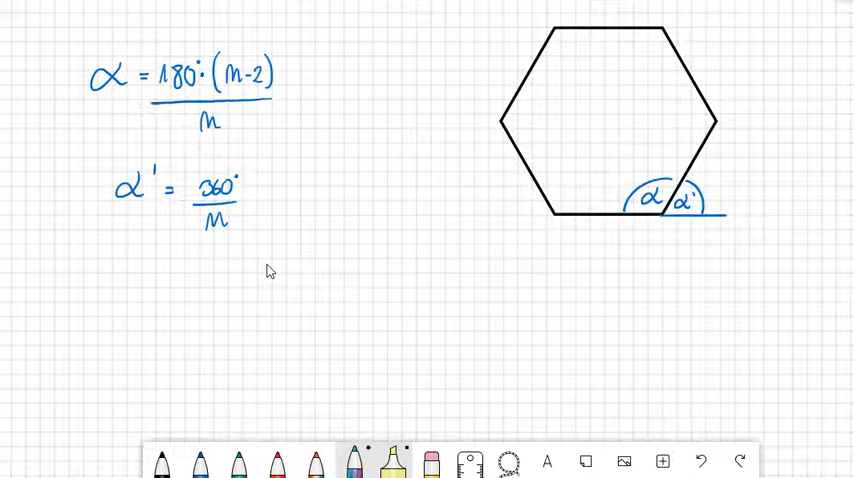 α = 180°·(n-2)
n
α' = 360°
n
α α'
A